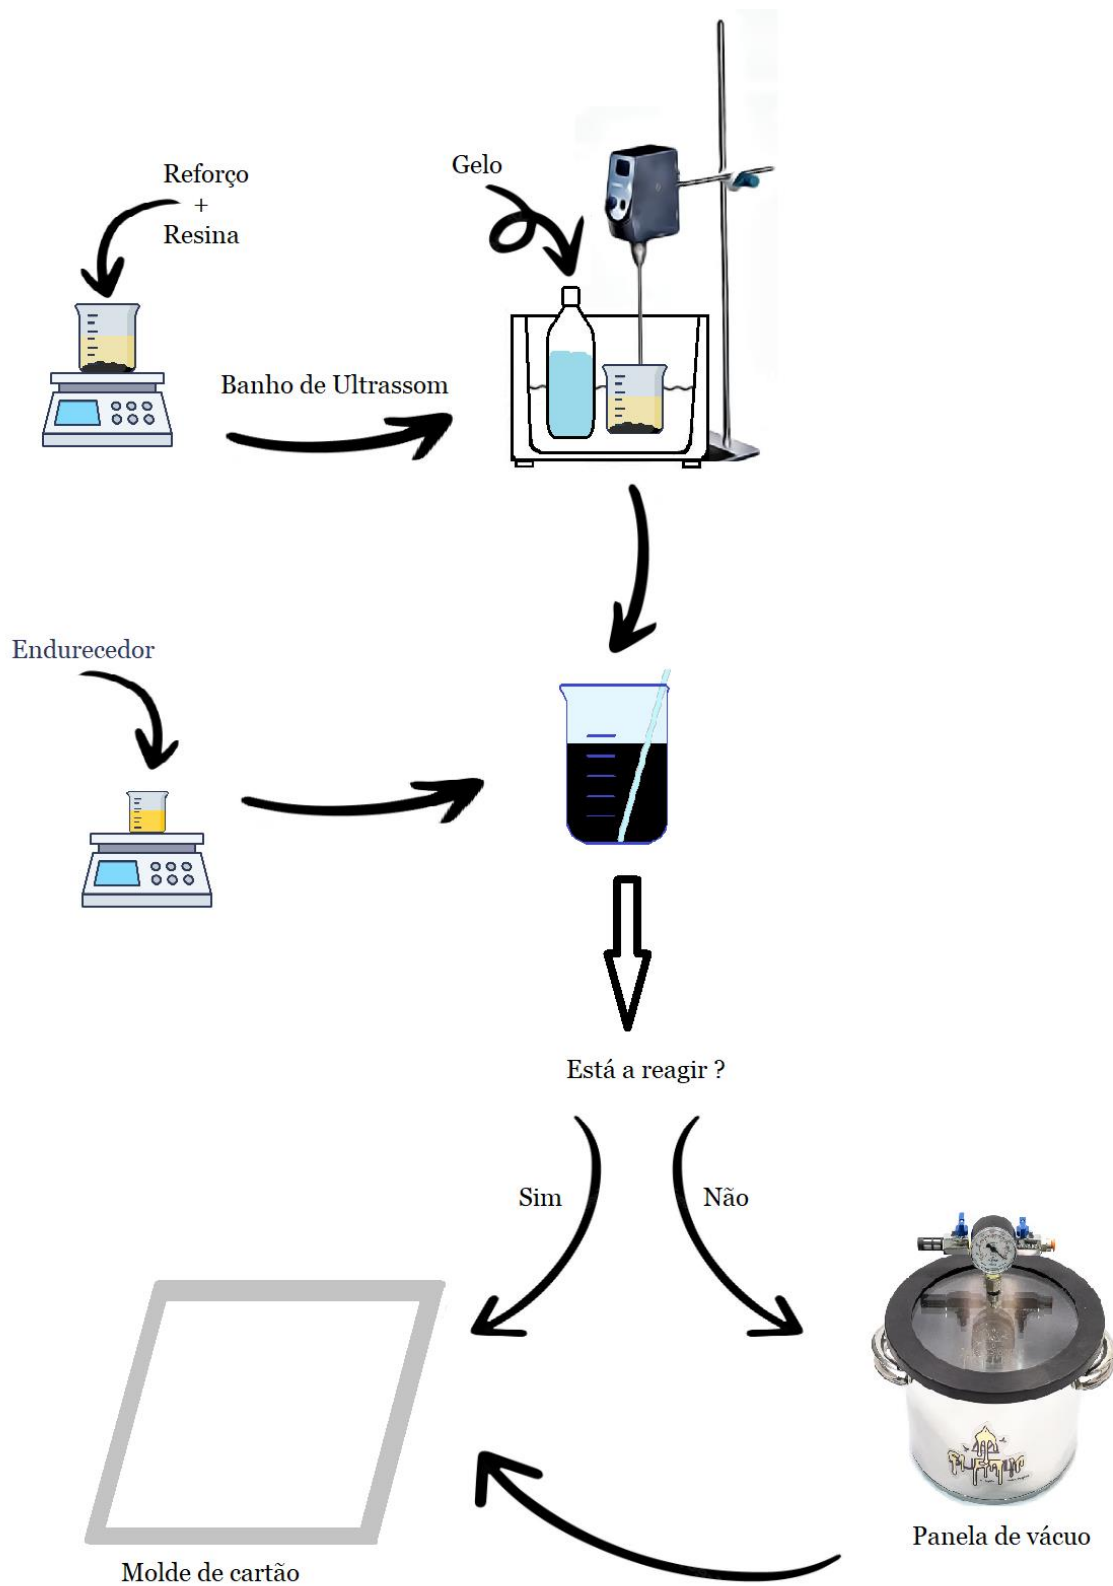 Gelo
Reforço
+
Resina
Banho de Ultrassom
Endurecedor
Está a reagir ?
Sim
Não
Panela de vácuo
Molde de cartão